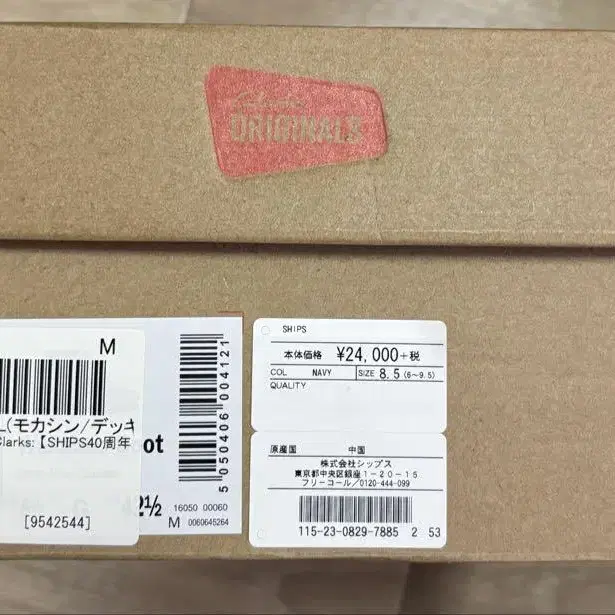 Clarks
ORIGINALS
M
L(モカシン/デッキ
Clarks:【SHIPS40周年
[9542544]
ot
42½
5 050406 004121
16050 00060
M 0060645264
SHIPS
本体価格 ¥24,000+税
COL NAVY SIZE 8.5 (6~9.5)
QUALITY
原産国 中国
株式会社シップス
東京都中央区銀座1-20-15
フリーコール/0120-444-099
115-23-0829-7885 2 53